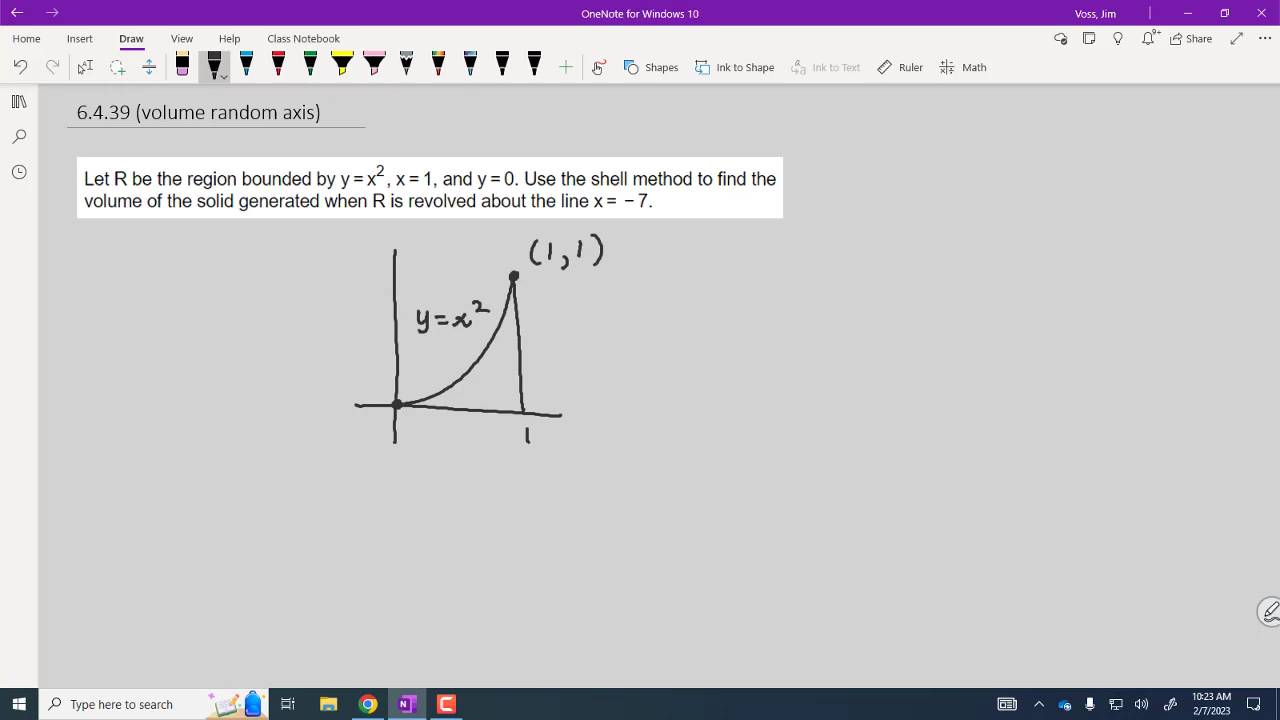 OneNote for Windows 10
Voss, Jim
Home Insert Draw View Help Class Notebook
Share
Shapes Ink to Shape Ink to Text Ruler Math
6.4.39 (volume random axis)
Let R be the region bounded by y = x², x = 1, and y = 0. Use the shell method to find the
volume of the solid generated when R is revolved about the line x = − 7.
(1,1)
y=x²
1
Type here to search
10:23 AM
2/7/2023